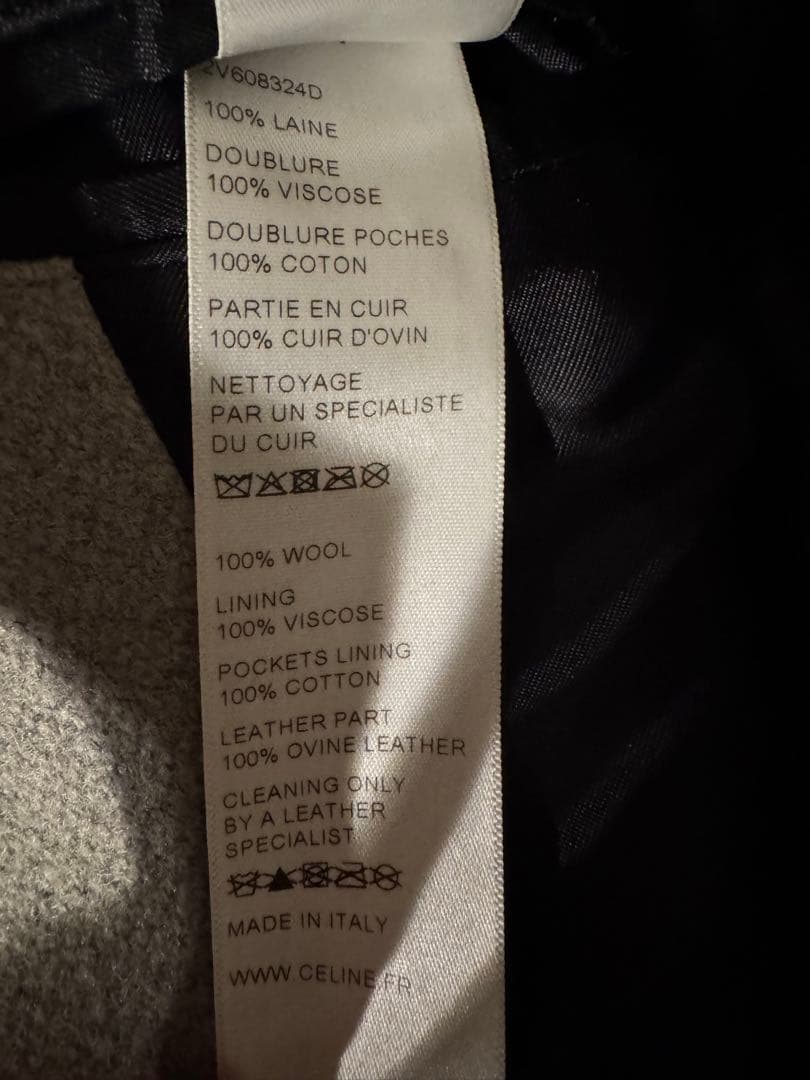 2V608324D
100% LAINE
DOUBLURE
100% VISCOSE
DOUBLURE POCHES
100% COTON
PARTIE EN CUIR
100% CUIR D'OVIN
NETTOYAGE
PAR UN SPECIALISTE
DU CUIR
100% WOOL
LINING
100% VISCOSE
POCKETS LINING
100% COTTON
LEATHER PART
100% OVINE LEATHER
CLEANING ONLY
BY A LEATHER
SPECIALIST
MADE IN ITALY
WWW.CELINE.FR